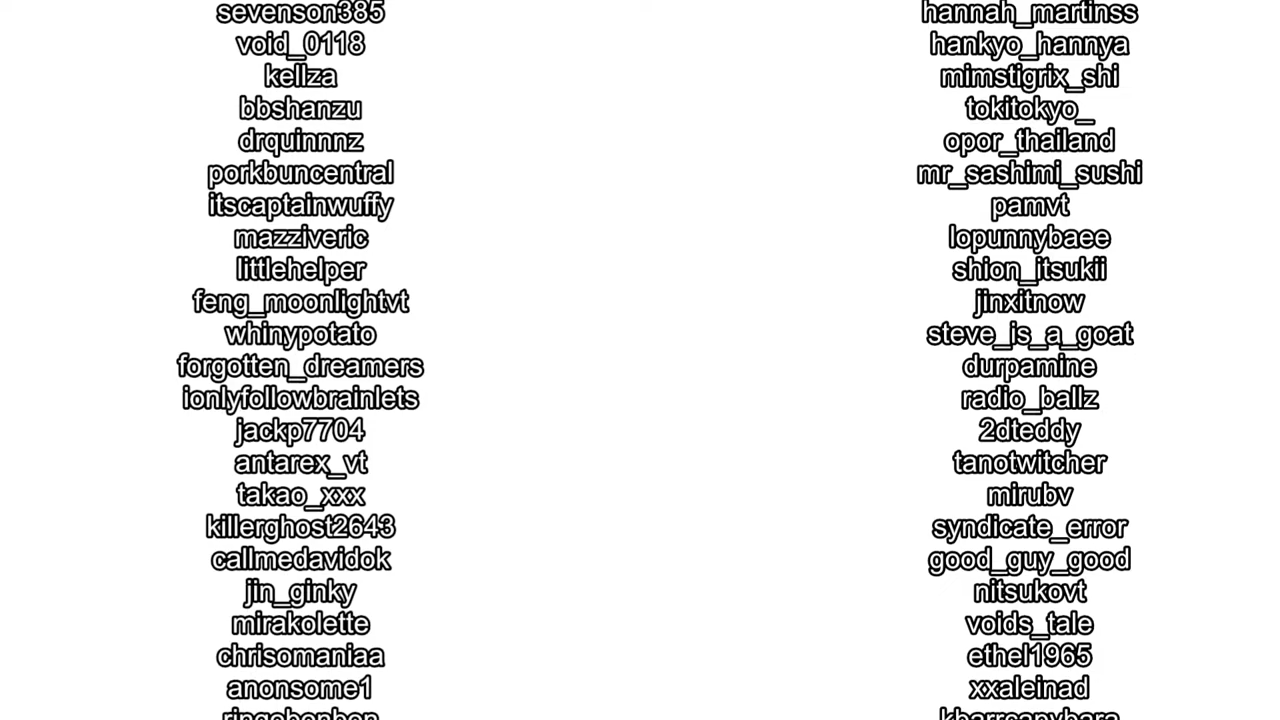 sevenson385
void_0118
kellza
bbshanzu
drquinnnz
porkbuncentral
itscaptainwuffy
mazziveric
littlehelper
feng_moonlightvt
whinypotato
forgotten_dreamers
ionlyfollowbrainlets
jackp7704
antarex_vt
takao_xxx
killerghost2643
callmedavidok
jin_ginky
mirakolette
chrisomaniaa
anonsome1
hannah_martinss
hankyo_hannya
mimstigrix_shi
tokitokyo_
opor_thailand
mr_sashimi_sushi
pamvt
lopunnybaee
shion_itsukii
jinxitnow
steve_is_a_goat
durpamine
radio_ballz
2dteddy
tanotwitcher
mirubv
syndicate_error
good_guy_good
nitsukovt
voids_tale
ethel1965
xxaleinad